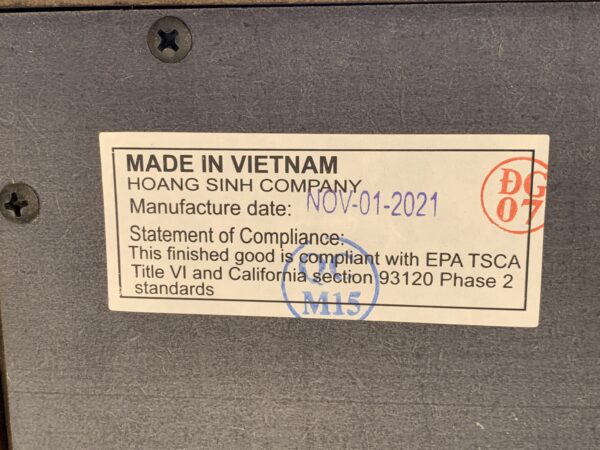 MADE IN VIETNAM
HOANG SINH COMPANY
Manufacture date: NOV-01-2021
ĐG
07
Statement of Compliance:
This finished good is compliant with EPA TSCA
Title VI and California section 93120 Phase 2
standards
QC
M15